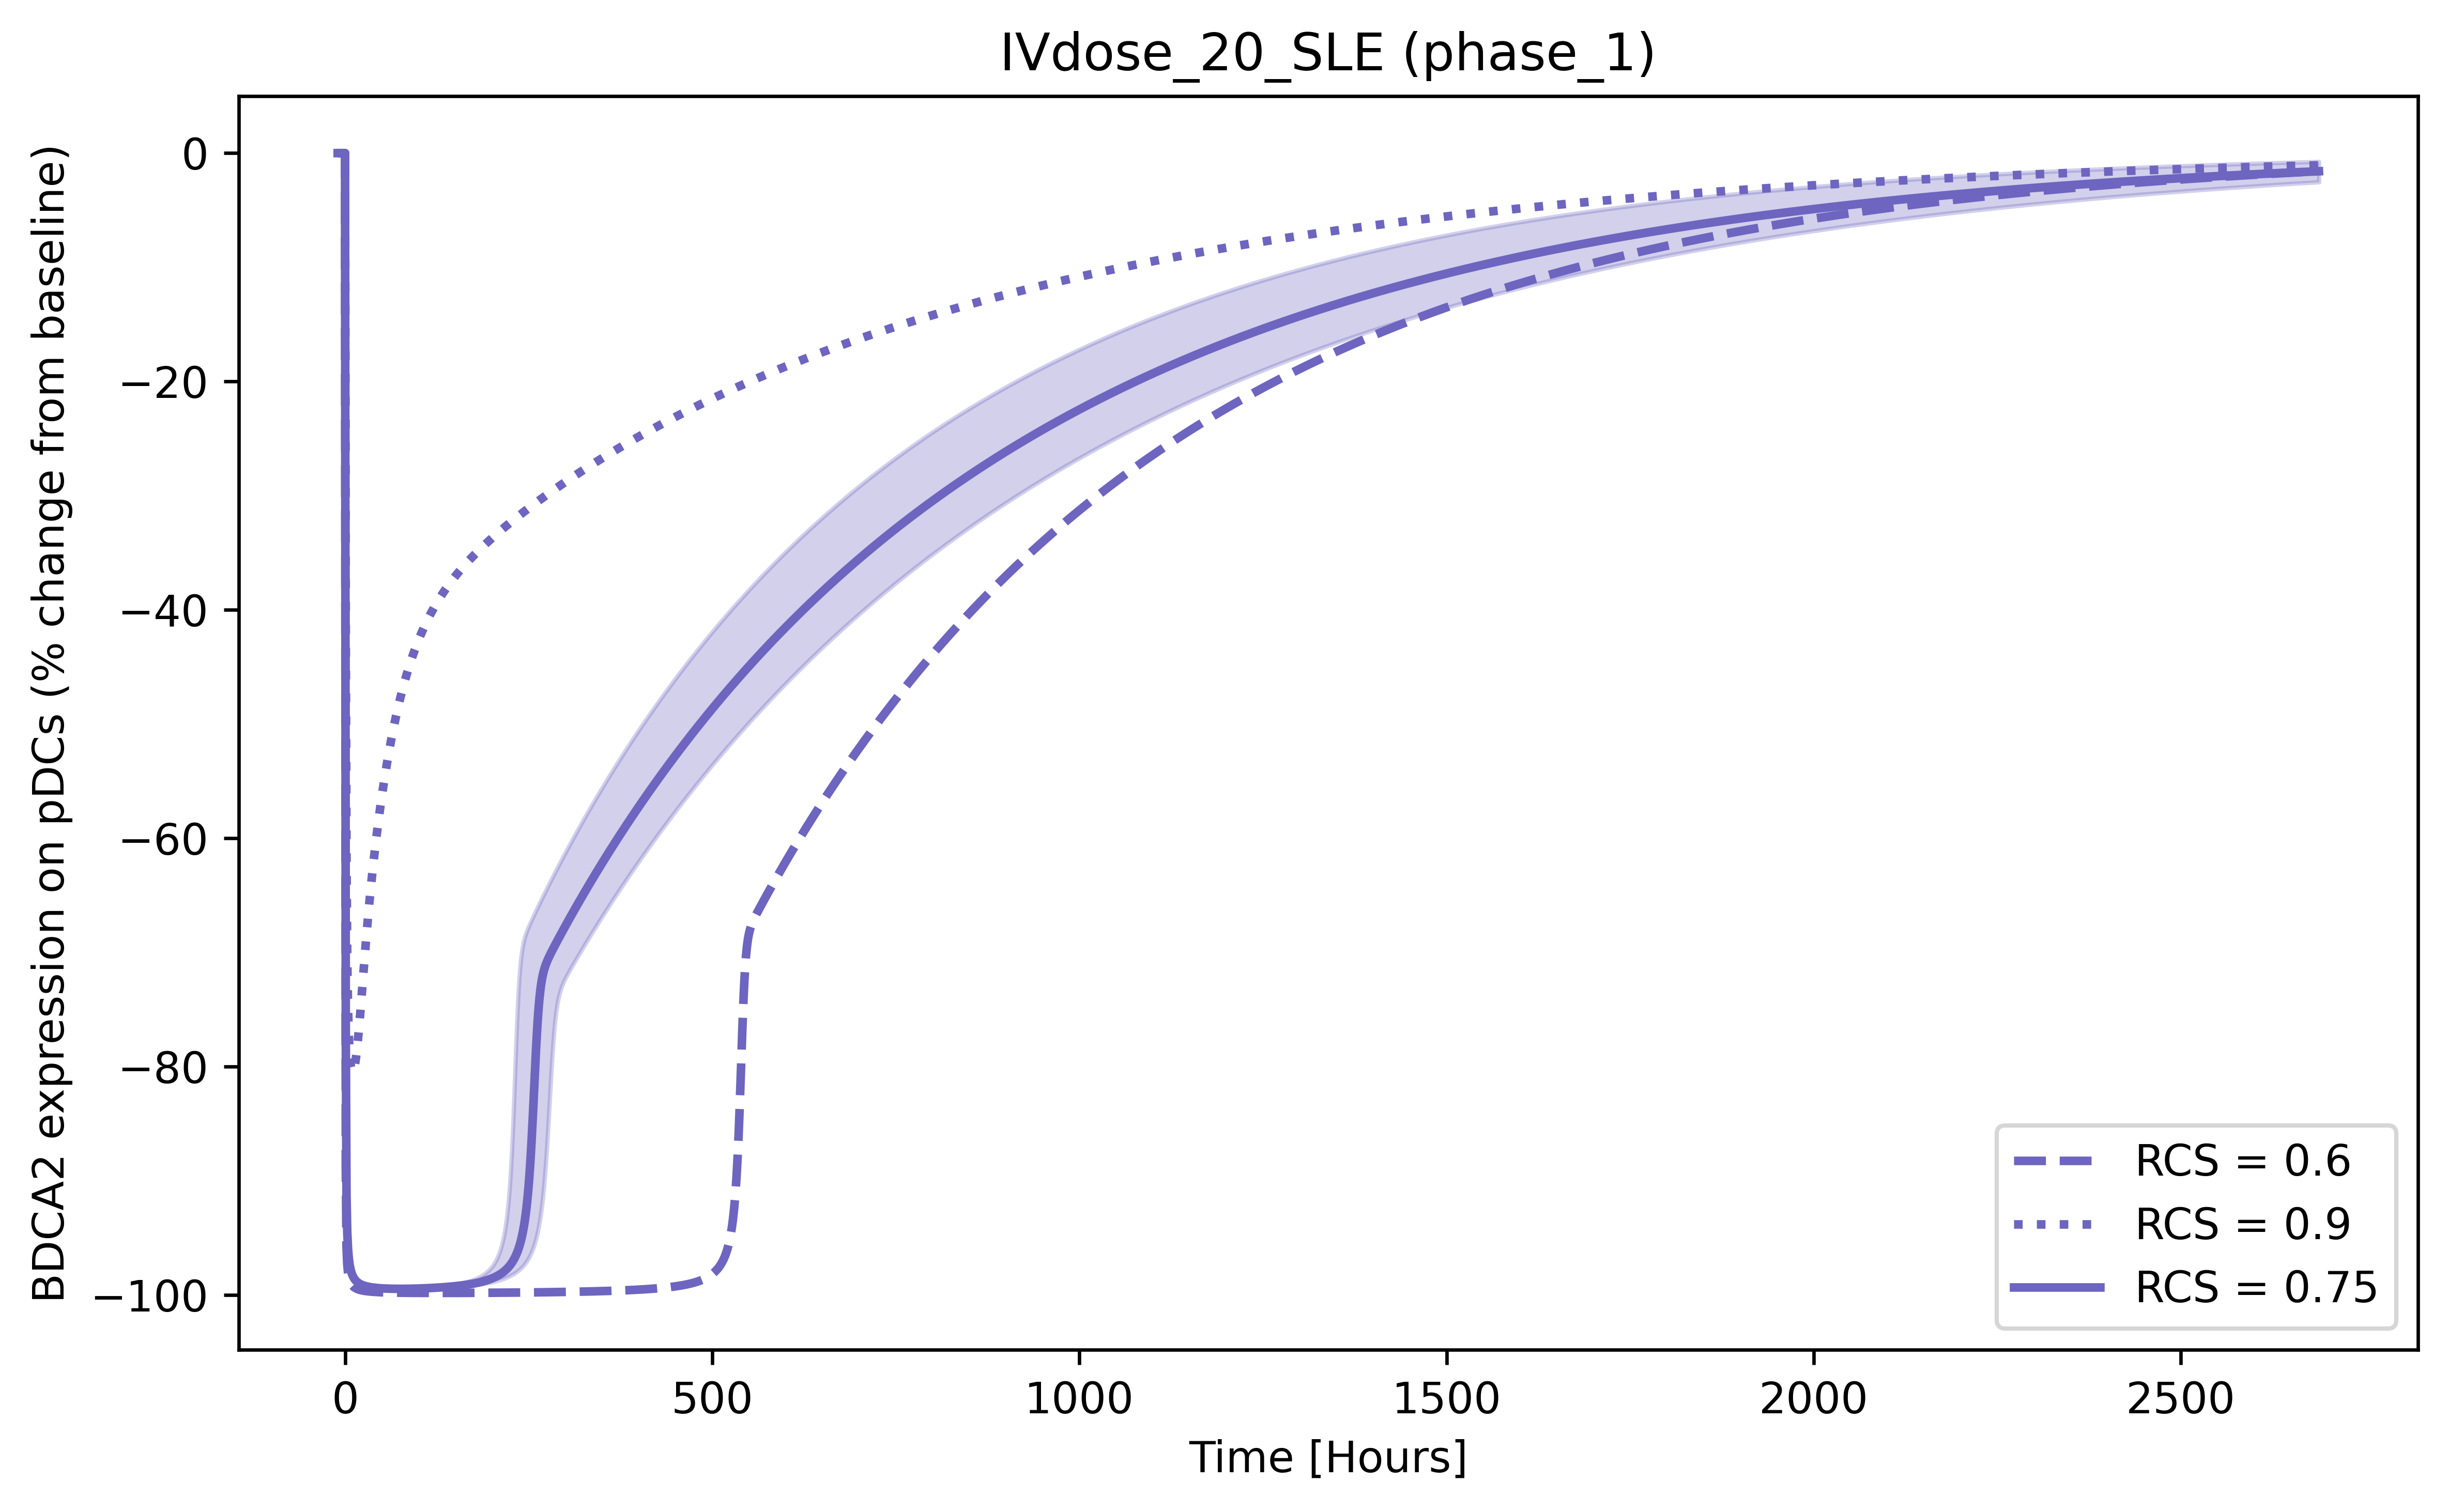 IVdose_20_SLE (phase_1)
BDCA2 expression on pDCs (% change from baseline)
0
−20
−40
−60
−80
−100
0
500
1000
1500
2000
2500
Time [Hours]
RCS = 0.6
RCS = 0.9
RCS = 0.75